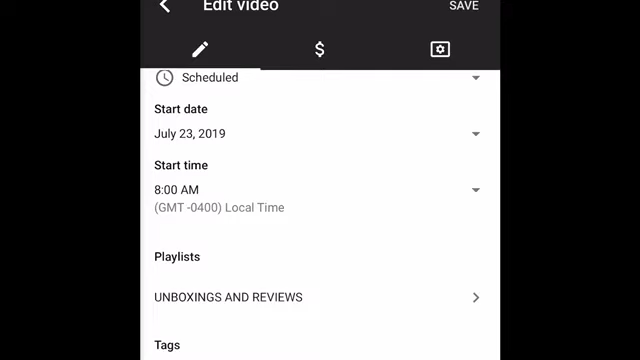 Edit video
SAVE
$
Scheduled
Start date
July 23, 2019
Start time
8:00 AM
(GMT -0400) Local Time
Playlists
UNBOXINGS AND REVIEWS
Tags